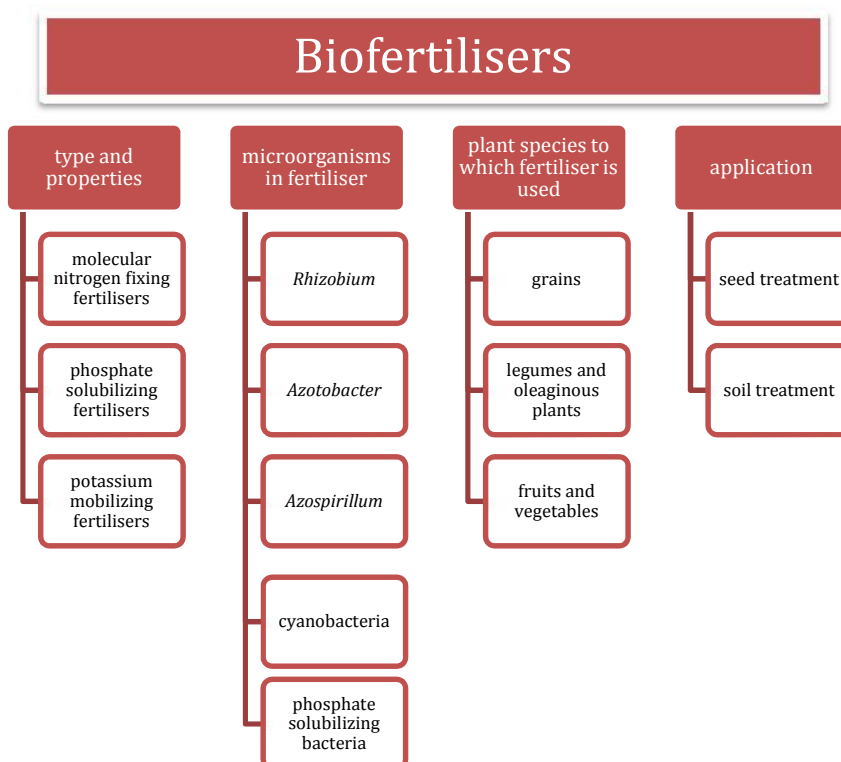 Biofertilisers
type and
properties
molecular
nitrogen fixing
fertilisers
phosphate
solubilizing
fertilisers
potassium
mobilizing
fertilisers
microorganisms
in fertiliser
Rhizobium
Azotobacter
Azospirillum
cyanobacteria
phosphate
solubilizing
bacteria
plant species to
which fertiliser is
used
grains
legumes and
oleaginous
plants
fruits and
vegetables
application
seed treatment
soil treatment